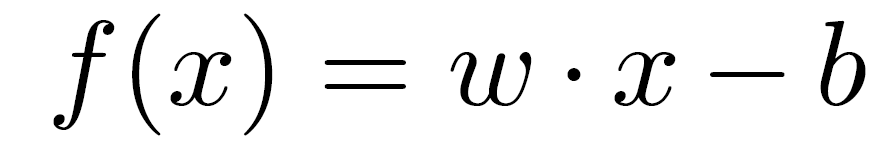 f(x) = w · x − b